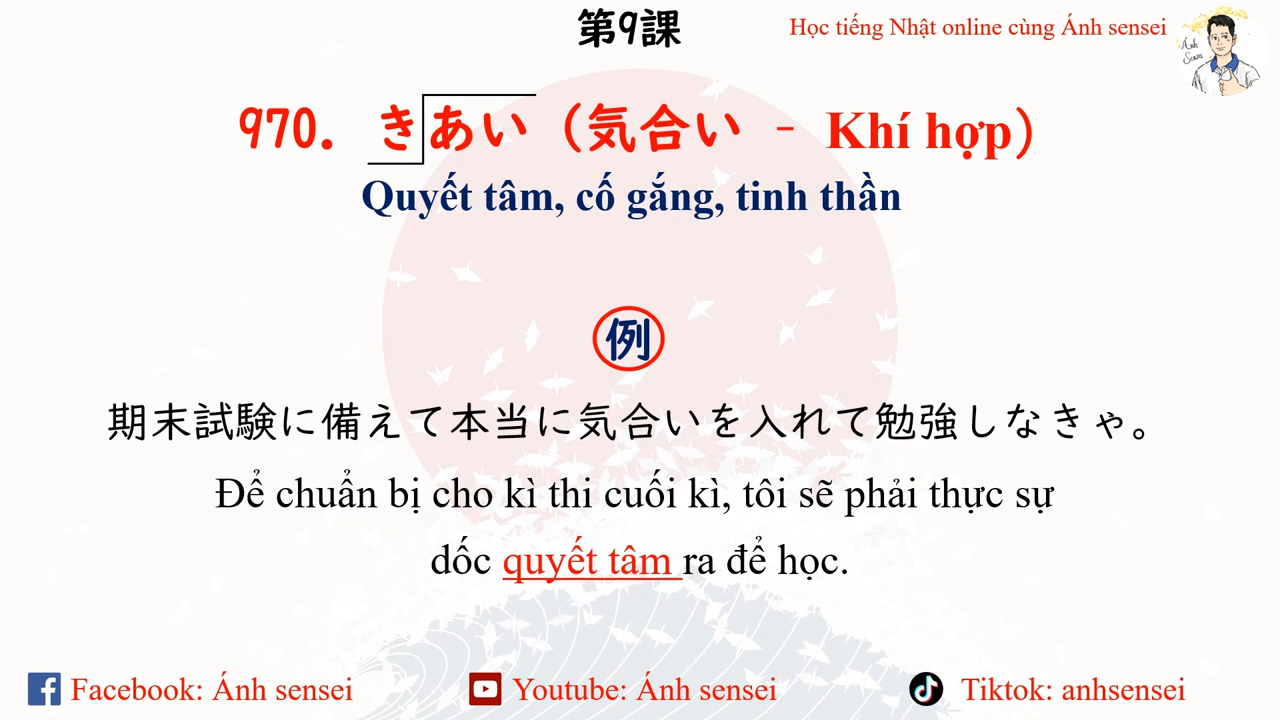 第9課
Học tiếng Nhật online cùng Ánh sensei
Ánh
Sensei
970. きあい (気合い - Khí hợp)
Quyết tâm, cố gắng, tinh thần
例
期末試験に備えて本当に気合いを入れて勉強しなきゃ。
Để chuẩn bị cho kì thi cuối kì, tôi sẽ phải thực sự
dốc quyết tâm ra để học.
Facebook: Ánh sensei
Youtube: Ánh sensei
Tiktok: anhsensei